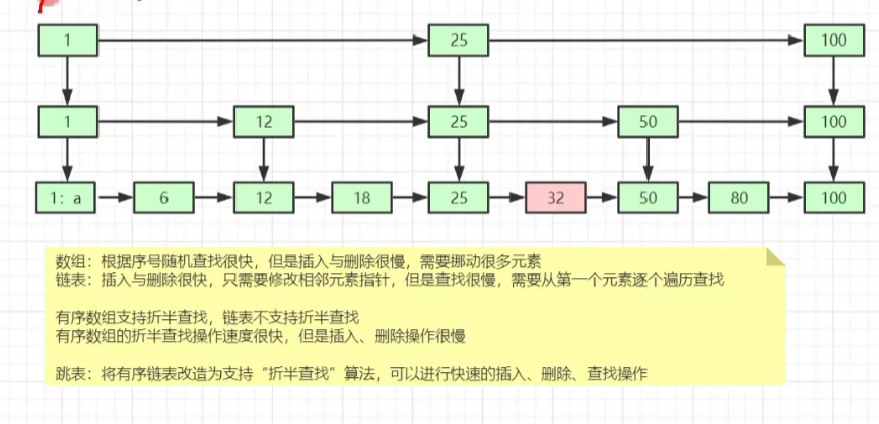 1 25 100
1 12 25 50 100
1: a 6 12 18 25 32 50 80 100
数组：根据序号随机查找很快，但是插入与删除很慢，需要挪动很多元素
链表：插入与删除很快，只需要修改相邻元素指针，但是查找很慢，需要从第一个元素逐个遍历查找
有序数组支持折半查找，链表不支持折半查找
有序数组的折半查找操作速度很快，但是插入、删除操作很慢
跳表：将有序链表改造为支持“折半查找”算法，可以进行快速的插入、删除、查找操作